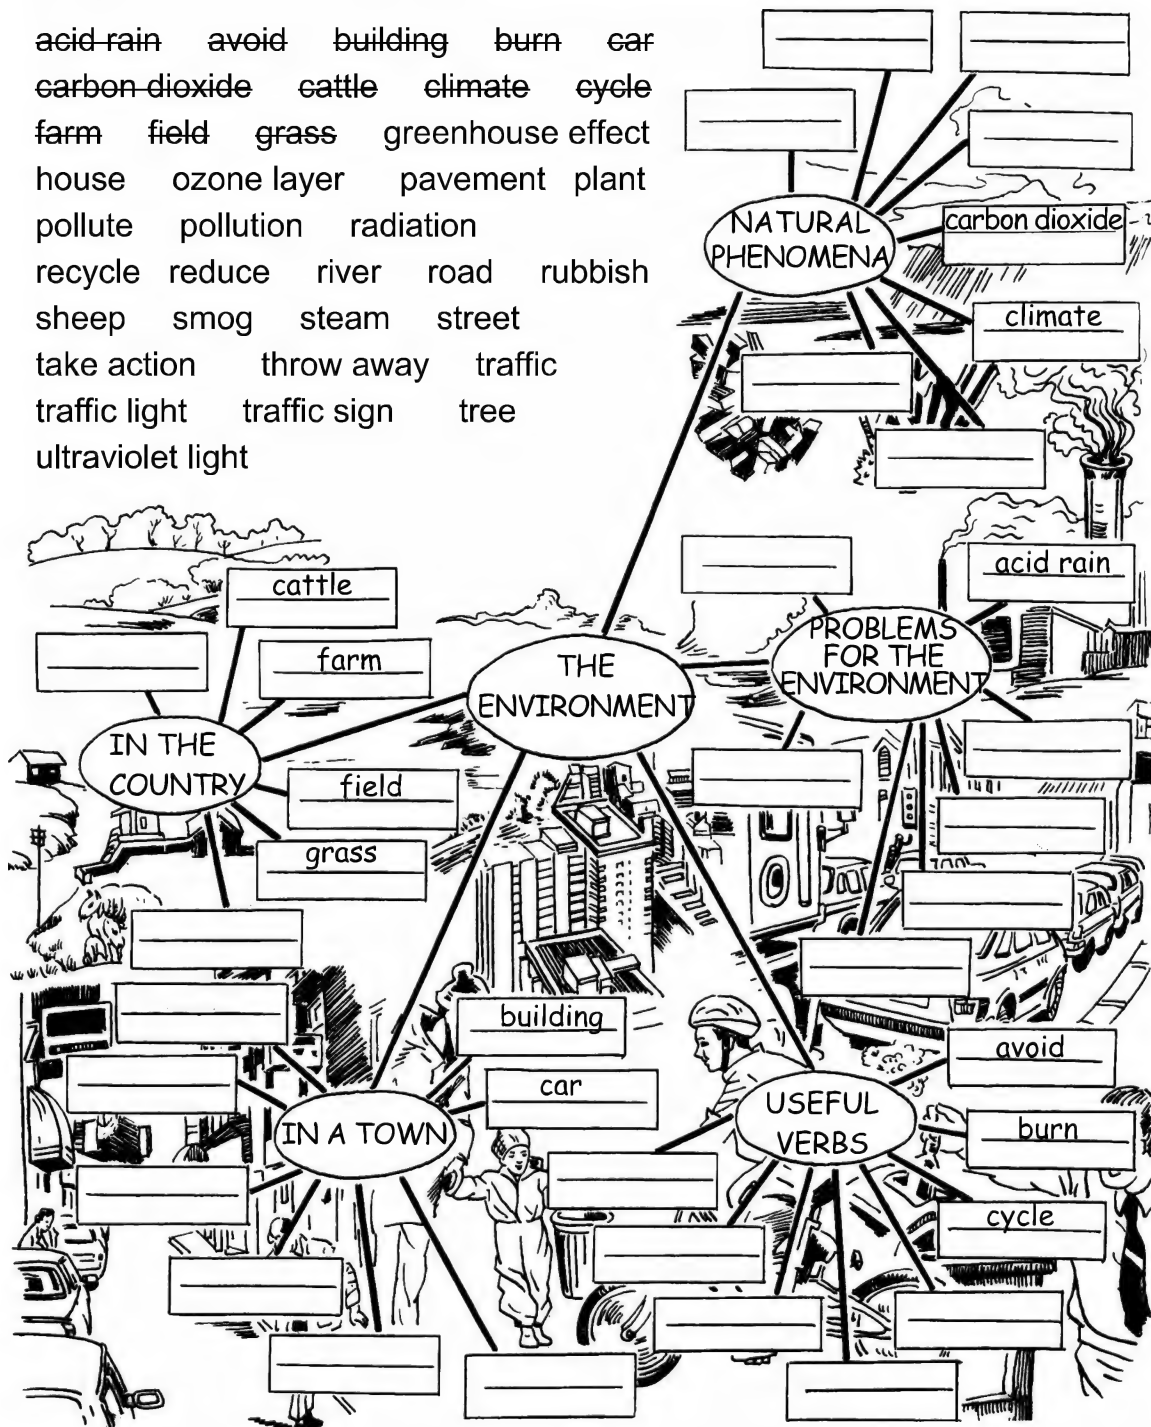 acid rain avoid building burn car
carbon dioxide cattle climate cycle
farm field grass greenhouse effect
house ozone layer pavement plant
pollute pollution radiation
recycle reduce river road rubbish
sheep smog steam street
take action throw away traffic
traffic light traffic sign tree
ultraviolet light
NATURAL
PHENOMENA
carbon dioxide
climate
acid rain
PROBLEMS
FOR THE
ENVIRONMENT
THE
ENVIRONMENT
cattle
farm
IN THE
COUNTRY
field
grass
building
car
IN A TOWN
avoid
USEFUL
VERBS
burn
cycle